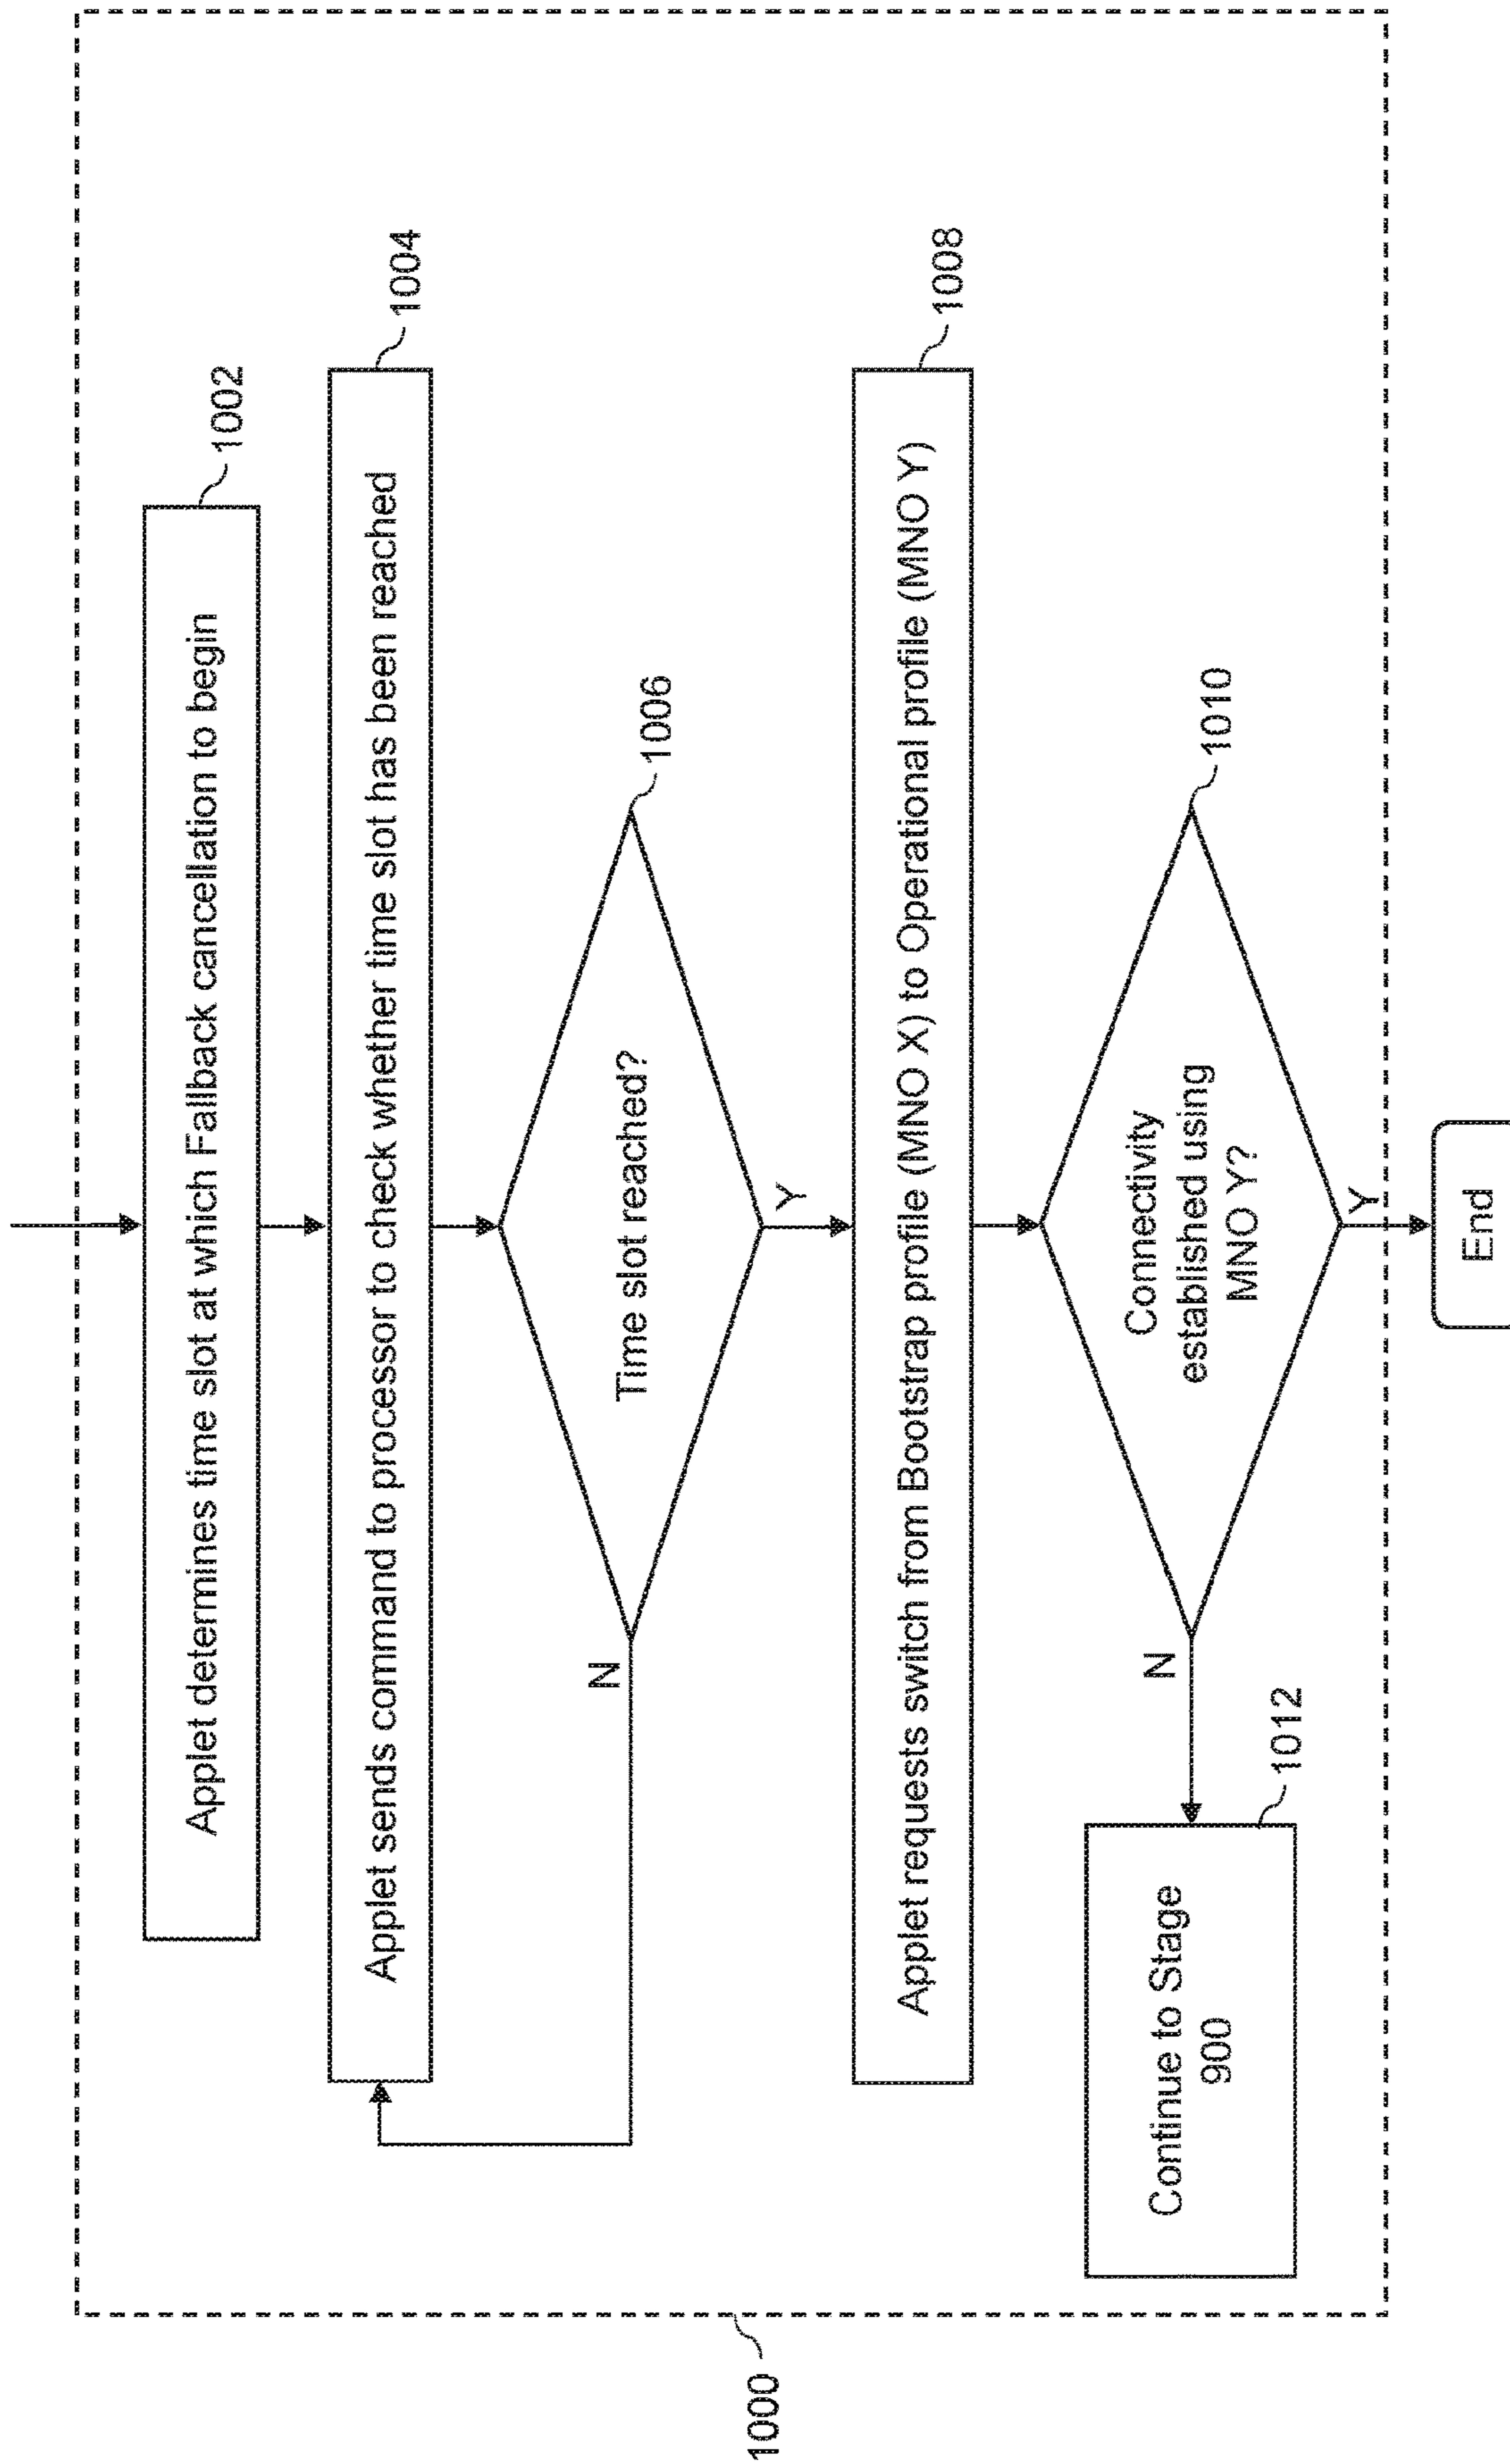 Applet determines time slot at which Fallback cancellation to begin
1002
Applet sends command to processor to check whether time slot has been reached
1004
Time slot reached?
1006
N
Y
Applet requests switch from Bootstrap profile (MNO X) to Operational profile (MNO Y)
1008
Connectivity
established using
MNO Y?
1010
N
Y
Continue to Stage
900
1012
End
1000